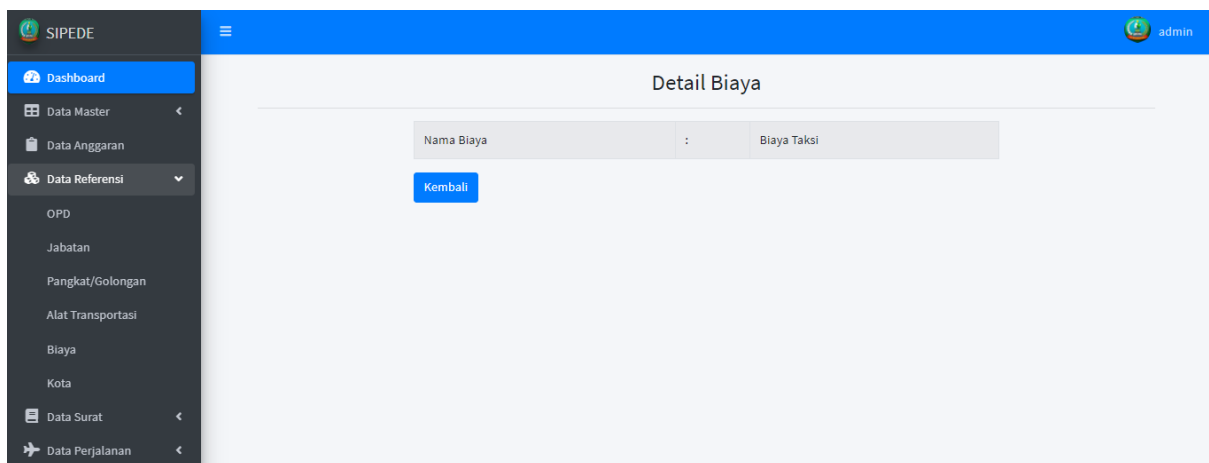 SIPEDE
admin
Dashboard
Data Master
Data Anggaran
Data Referensi
OPD
Jabatan
Pangkat/Golongan
Alat Transportasi
Biaya
Kota
Data Surat
Data Perjalanan
Detail Biaya
Nama Biaya : Biaya Taksi
Kembali